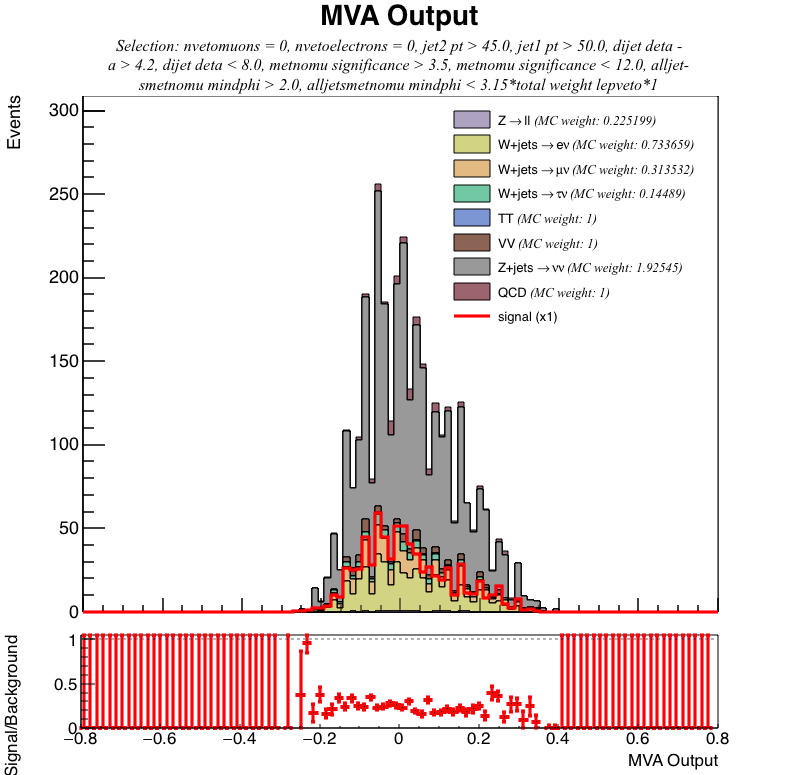 MVA Output
Selection: nvetomuons = 0, nvetoelectrons = 0, jet2 pt > 45.0, jet1 pt > 50.0, dijet deta -
a > 4.2, dijet deta < 8.0, metnomu significance > 3.5, metnomu significance < 12.0, alljet-
smetnomu mindphi > 2.0, alljetsmetnomu mindphi < 3.15*total weight lepveto*1
Events
300
250
200
150
100
50
0
Z→ll (MC weight: 0.225199)
W+jets→eν (MC weight: 0.733659)
W+jets→μν (MC weight: 0.313532)
W+jets→τν (MC weight: 0.14489)
TT (MC weight: 1)
VV (MC weight: 1)
Z+jets→νν (MC weight: 1.92545)
QCD (MC weight: 1)
signal (x1)
Signal/Background
1
0.5
0
−0.8 −0.6 −0.4 −0.2 0 0.2 0.4 0.6 0.8
MVA Output